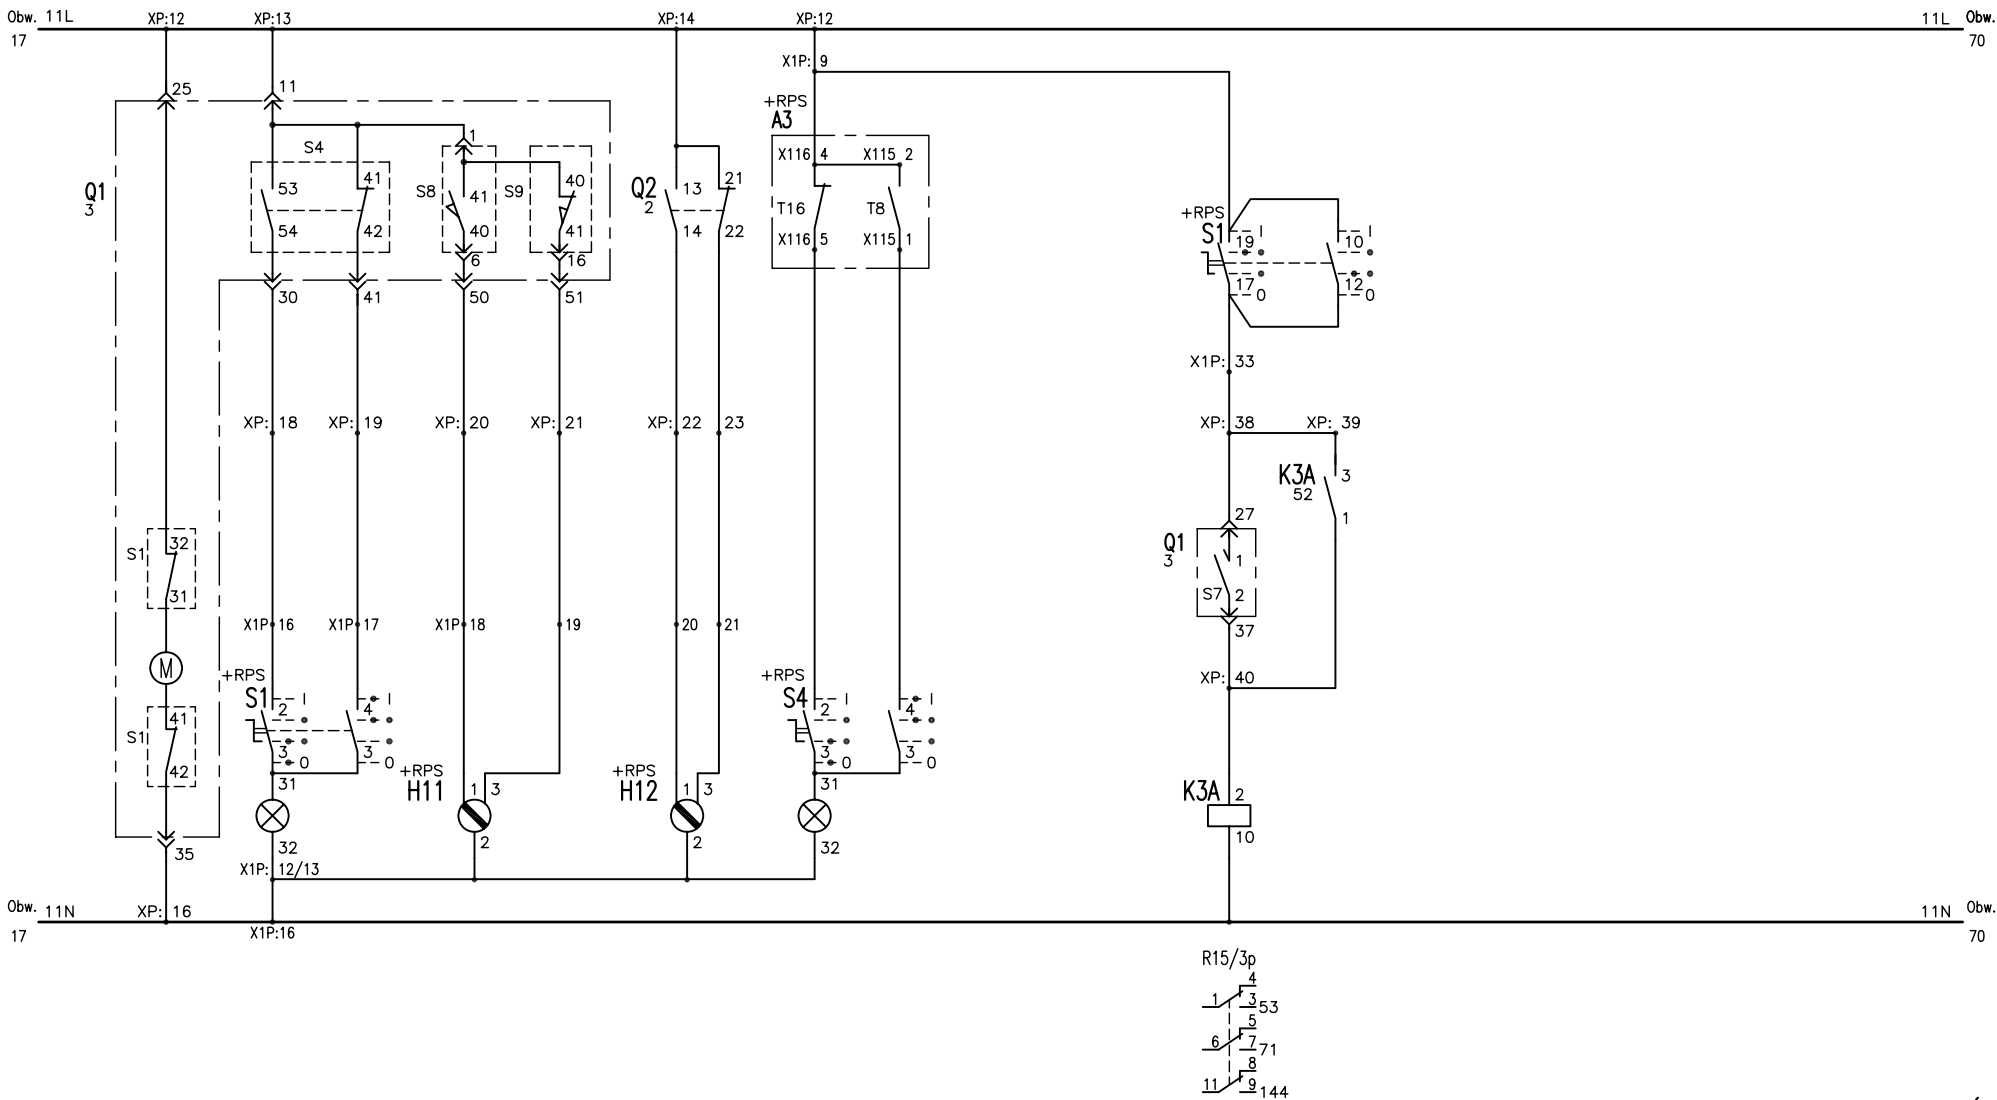 Obw. 11L XP:12 XP:13 XP:14 XP:12 11L Obw.
17 70
X1P: 9
25 11
+RPS
A3
1
S4 X116 4 X115 2
Q1 53 41 S8 41 S9 40 Q2 13 21
3 2
T16 T8
54 42 40 41 14 22
X116 5 X115 1
6 16
30 41 50 51
+RPS
S1 19 I 10 I
17 0 12 0
X1P: 33
XP: 18 XP: 19 XP: 20 XP: 21 XP: 22 23 XP: 38 XP: 39
K3A 3
52
27 1
S1 32
Q1
3 1
31 S7 2
X1P 16 X1P 17 X1P 18 19 20 21 37
M
+RPS +RPS XP: 40
S1 2 I 4 I S4 2 I 4 I
S1 41
42 3 0 3 0 3 0 3 0
+RPS +RPS
31 H11 1 3 H12 1 3 31 K3A 2
35 32 2 2 32 10
X1P: 12/13
Obw. 11N XP: 16 11N Obw.
17 X1P:16 70
R15/3p
4
1 3 53
5
6 7 71
8
11 9 144